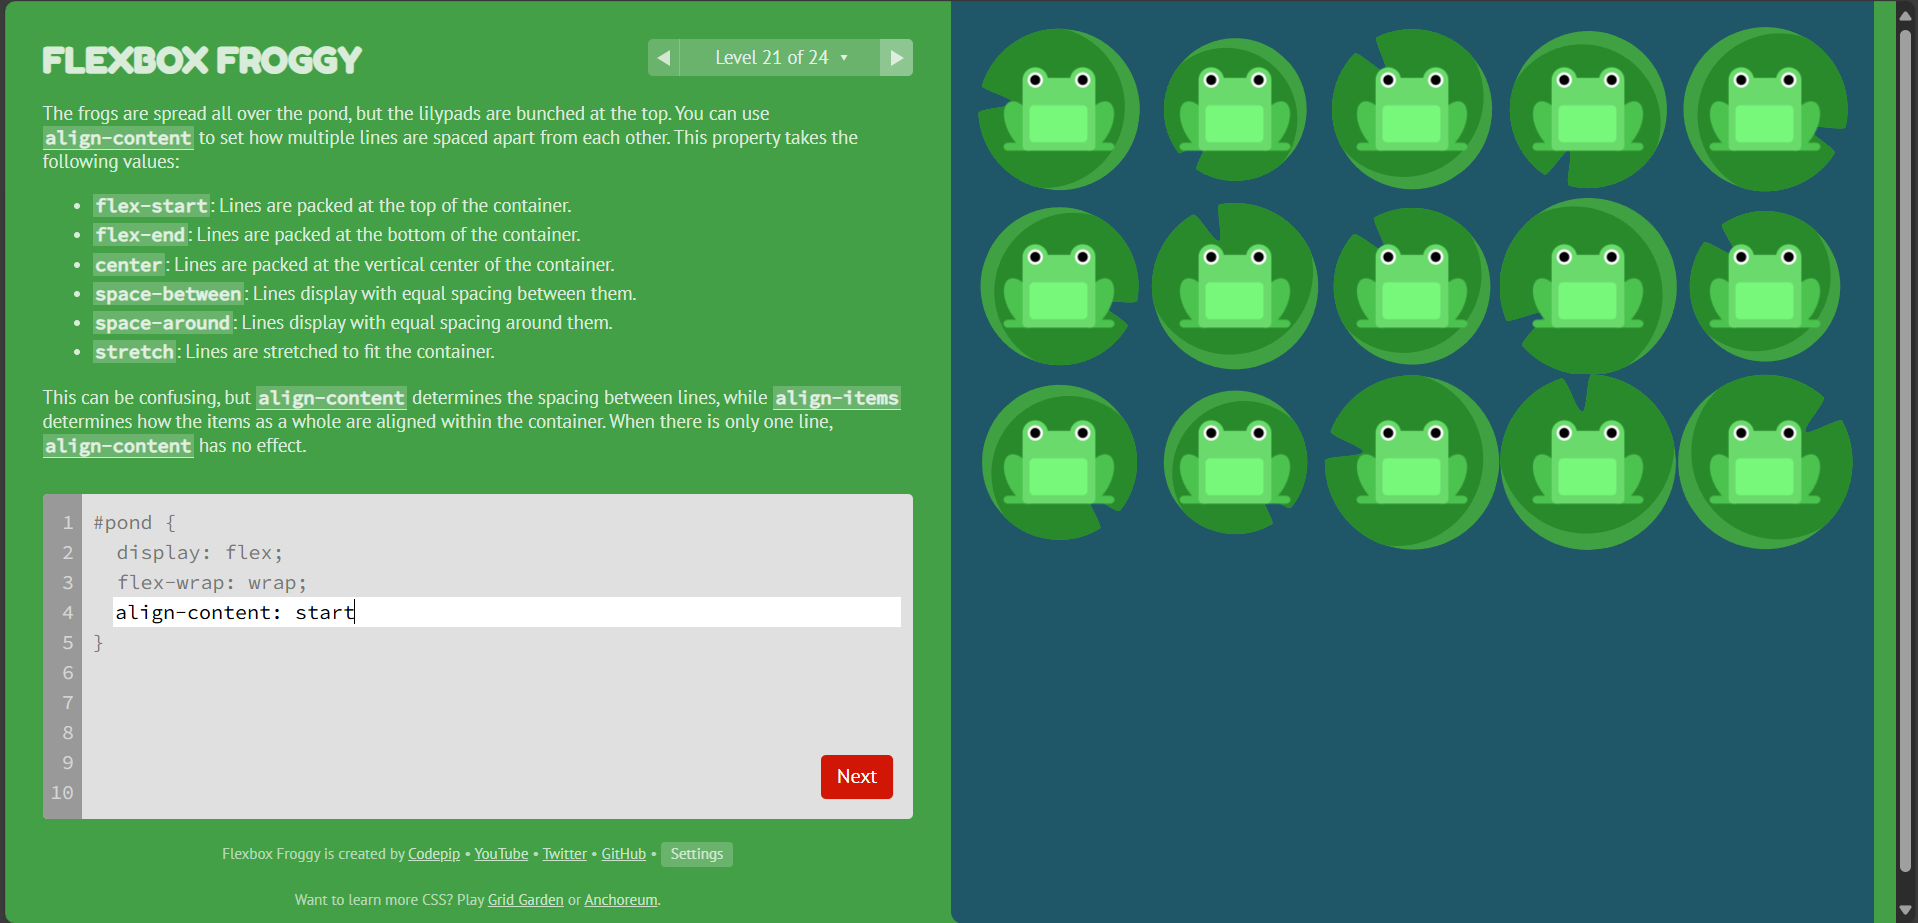 FLEXBOX FROGGY
Level 21 of 24
The frogs are spread all over the pond, but the lilypads are bunched at the top. You can use
align-content to set how multiple lines are spaced apart from each other. This property takes the
following values:
• flex-start: Lines are packed at the top of the container.
• flex-end: Lines are packed at the bottom of the container.
• center: Lines are packed at the vertical center of the container.
• space-between: Lines display with equal spacing between them.
• space-around: Lines display with equal spacing around them.
• stretch: Lines are stretched to fit the container.
This can be confusing, but align-content determines the spacing between lines, while align-items
determines how the items as a whole are aligned within the container. When there is only one line,
align-content has no effect.
1 #pond {
2 display: flex;
3 flex-wrap: wrap;
4 align-content: start
5 }
6
7
8
9
10
Next
Flexbox Froggy is created by Codepip • YouTube • Twitter • GitHub • Settings
Want to learn more CSS? Play Grid Garden or Anchoreum.